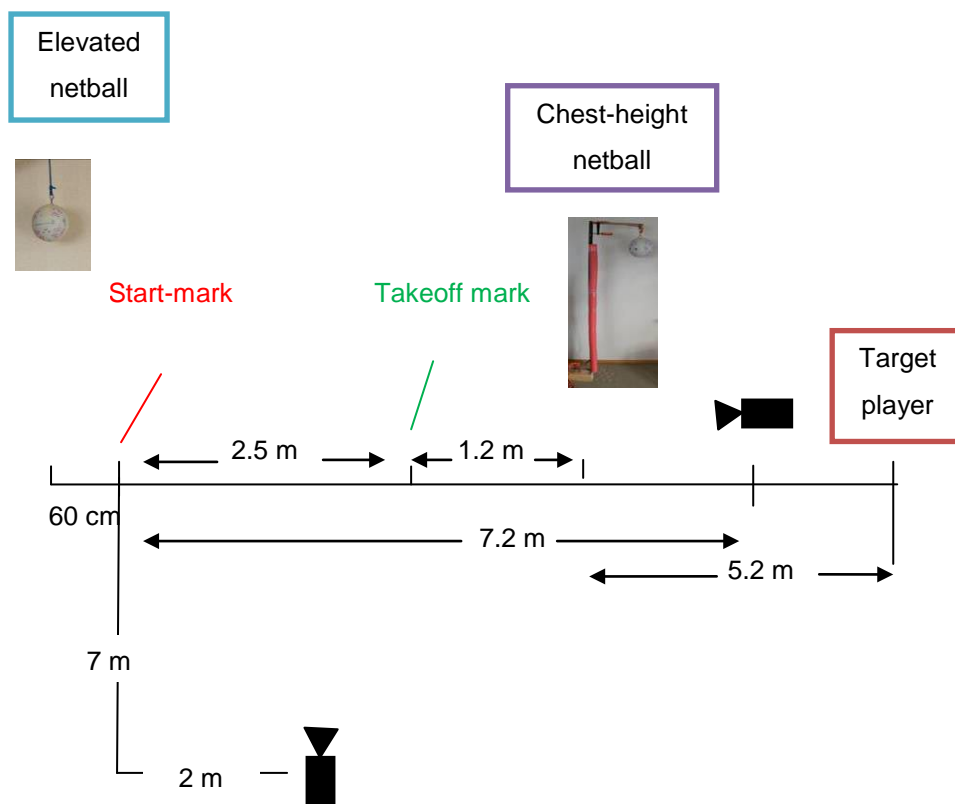 Elevated
netball
Chest-height
netball
Start-mark
Takeoff mark
Target
player
2.5 m
1.2 m
60 cm
7.2 m
5.2 m
7 m
2 m